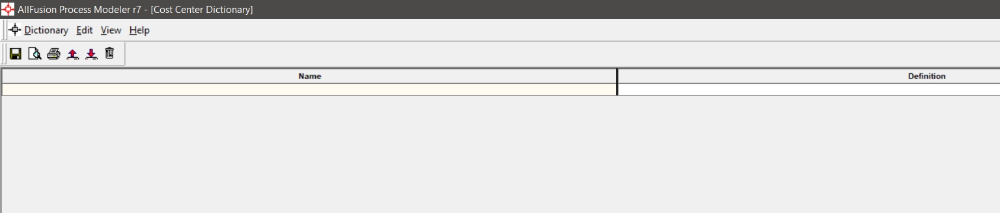 AllFusion Process Modeler r7 - [Cost Center Dictionary]
Dictionary Edit View Help
Name Definition